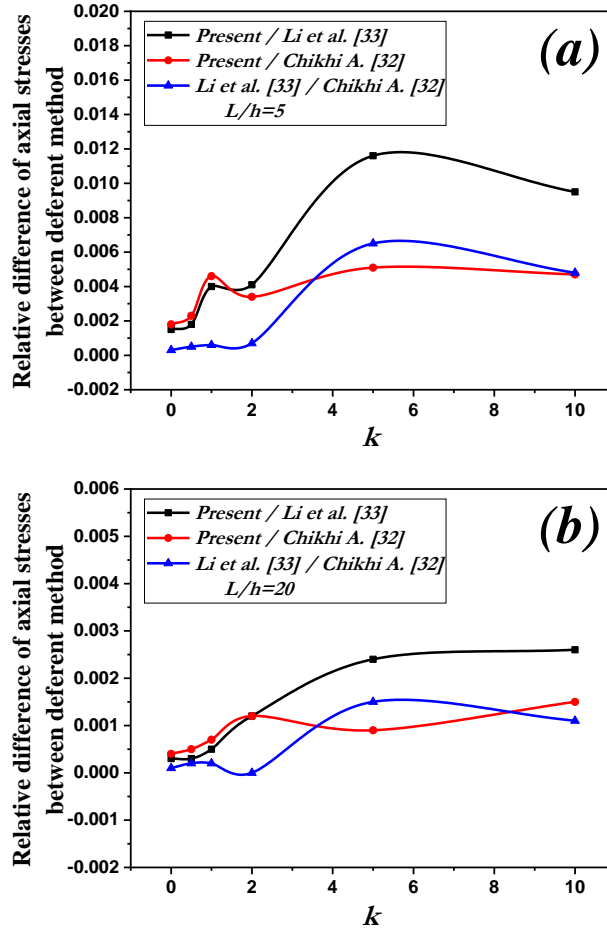 0.020
0.018
0.016
0.014
0.012
0.010
0.008
0.006
0.004
0.002
0.000
-0.002
Relative difference of axial stresses
between deferent method
Present / Li et al. [33]
Present / Chikhi A. [32]
Li et al. [33] / Chikhi A. [32]
L/h=5
(a)
0 2 4 6 8 10
k
0.006
0.005
0.004
0.003
0.002
0.001
0.000
-0.001
-0.002
Relative difference of axial stresses
between deferent method
Present / Li et al. [33]
Present / Chikhi A. [32]
Li et al. [33] / Chikhi A. [32]
L/h=20
(b)
0 2 4 6 8 10
k